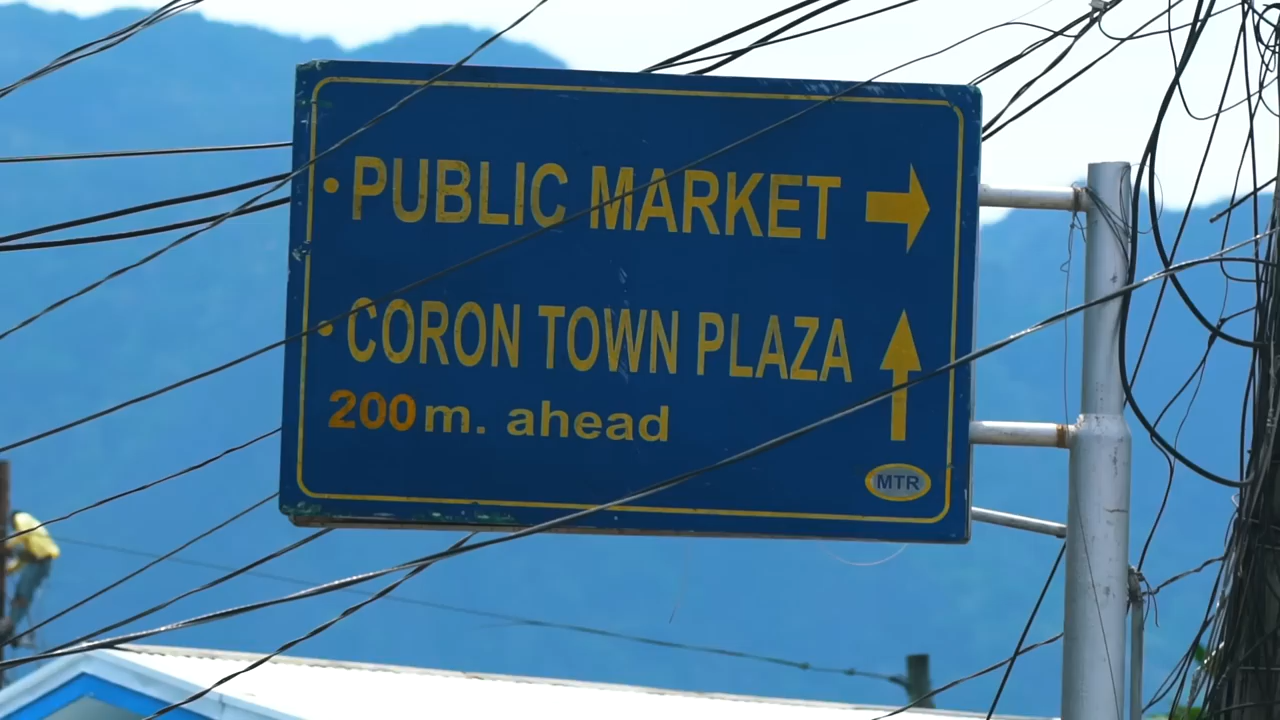 • PUBLIC MARKET →
• CORON TOWN PLAZA ↑
200m. ahead
MTR